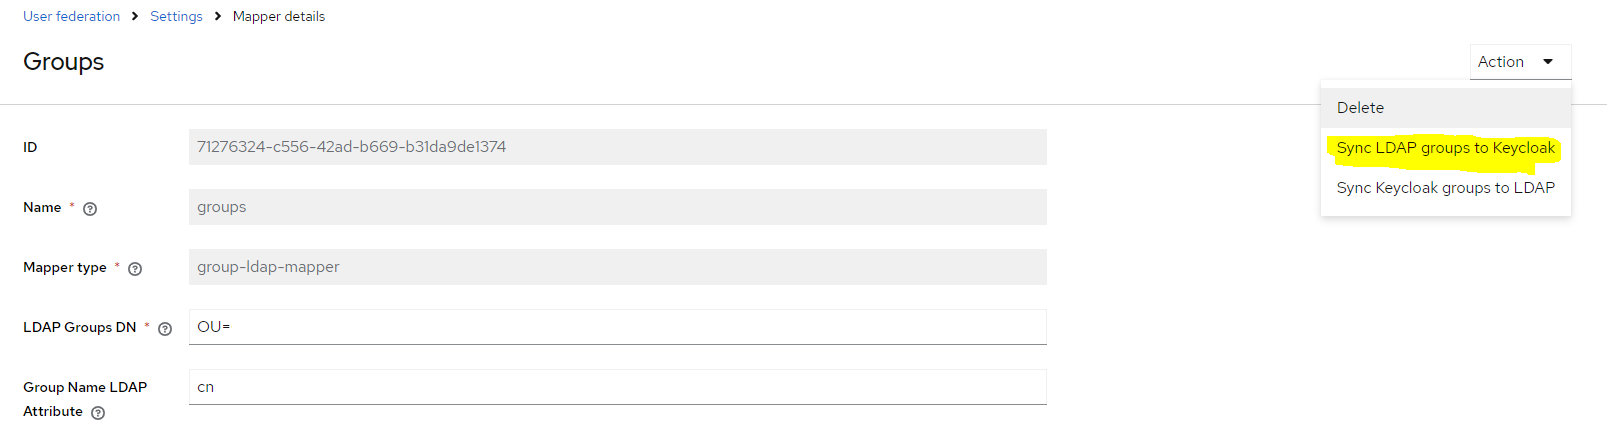 User federation > Settings > Mapper details
Groups
Action
Delete
Sync LDAP groups to Keycloak
Sync Keycloak groups to LDAP
ID
71276324-c556-42ad-b669-b31da9de1374
Name *
groups
Mapper type *
group-ldap-mapper
LDAP Groups DN *
OU=
Group Name LDAP
Attribute
cn